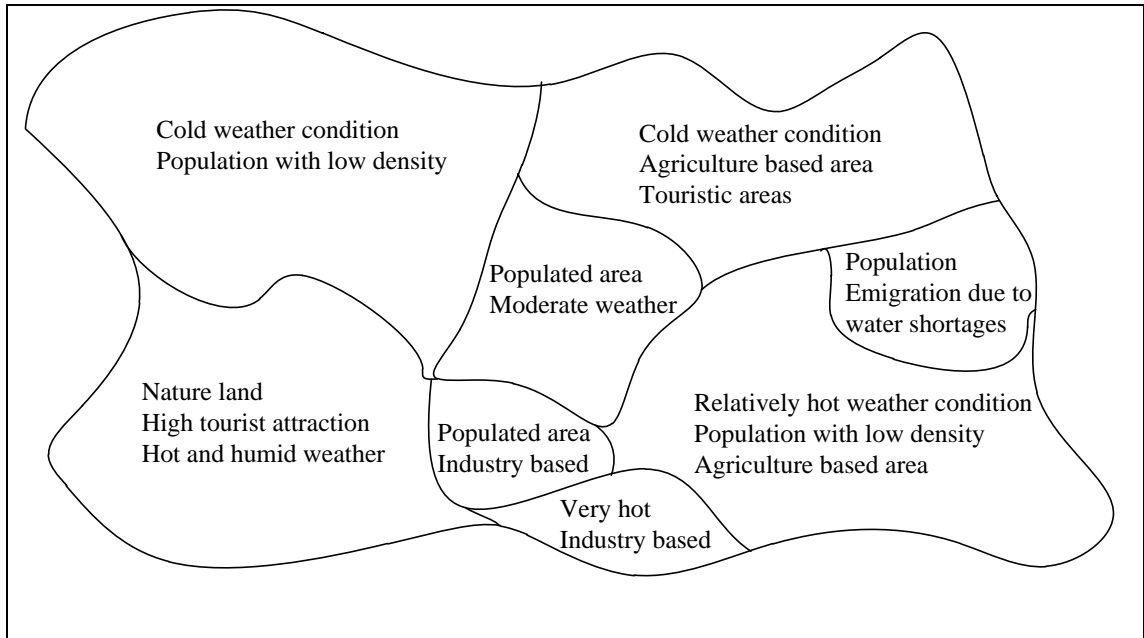 Cold weather condition
Population with low density
Cold weather condition
Agriculture based area
Touristic areas
Populated area
Moderate weather
Population
Emigration due to
water shortages
Nature land
High tourist attraction
Hot and humid weather
Populated area
Industry based
Relatively hot weather condition
Population with low density
Agriculture based area
Very hot
Industry based